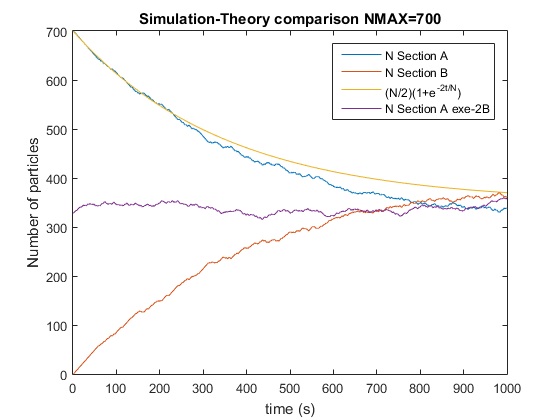 Simulation-Theory comparison NMAX=700
700
600
500
400
300
200
100
0
Number of particles
N Section A
N Section B
(N/2)(1+e^-2t/N)
N Section A exe-2B
0 100 200 300 400 500 600 700 800 900 1000
time (s)